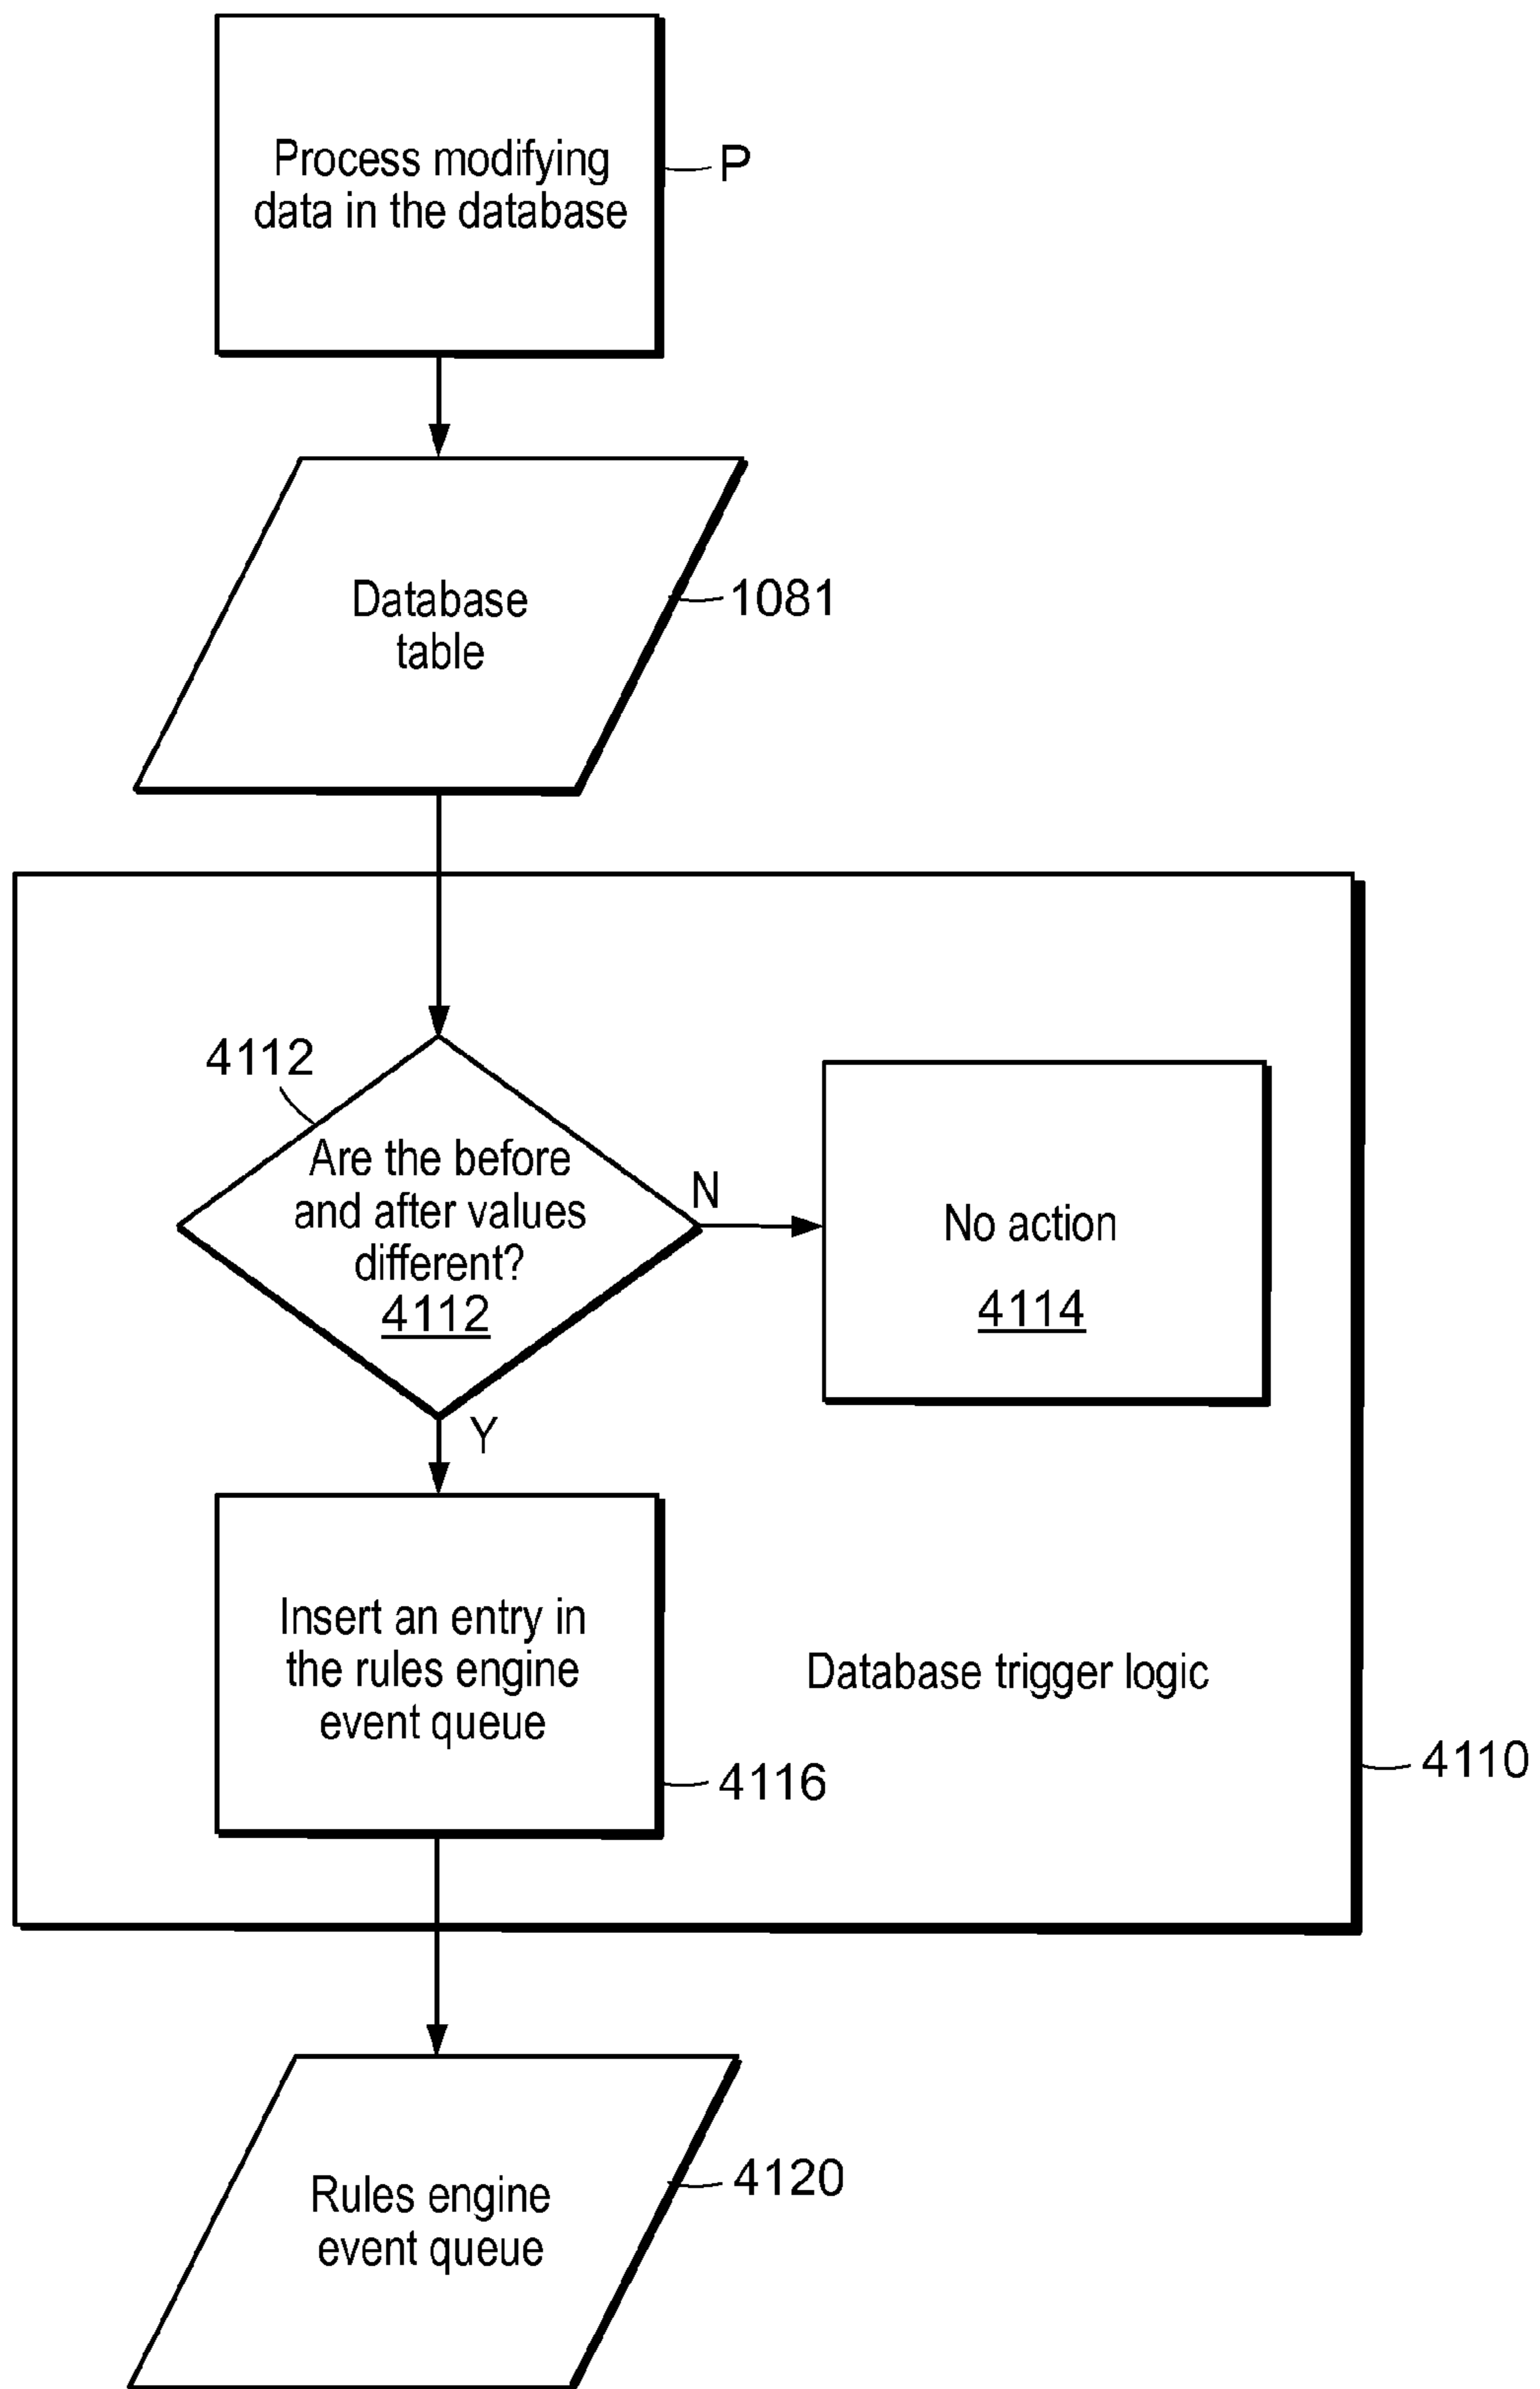 Process modifying
data in the database
P
Database
table
1081
4112
Are the before
and after values
different?
4112
N
No action
4114
Y
Insert an entry in
the rules engine
event queue
4116
Database trigger logic
4110
Rules engine
event queue
4120